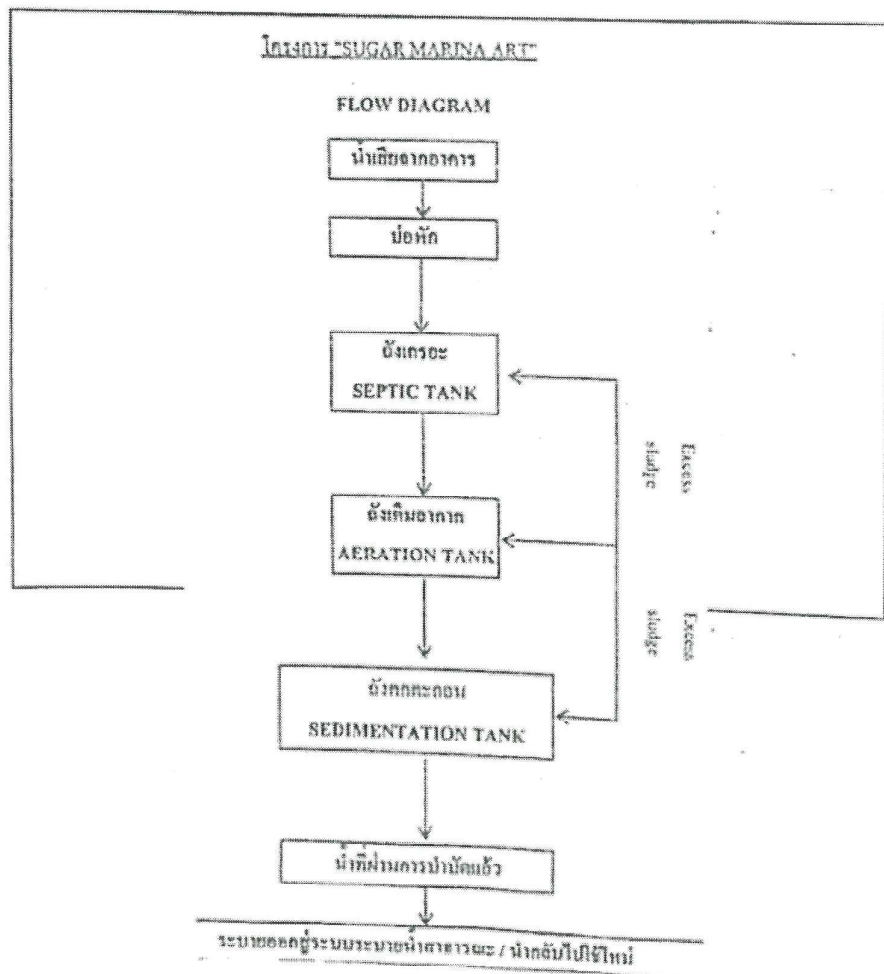 โครงการ "SUGAR MARINA ART"
FLOW DIAGRAM
น้ำเสียจากอาคาร
บ่อพัก
ถังเกรอะ
SEPTIC TANK
Excess
sludge
ถังเติมอากาศ
AERATION TANK
Excess
sludge
ถังตกตะกอน
SEDIMENTATION TANK
น้ำที่ผ่านการบำบัดแล้ว
ระบายออกสู่ระบบระบายน้ำสาธารณะ / นำกลับไปใช้ใหม่